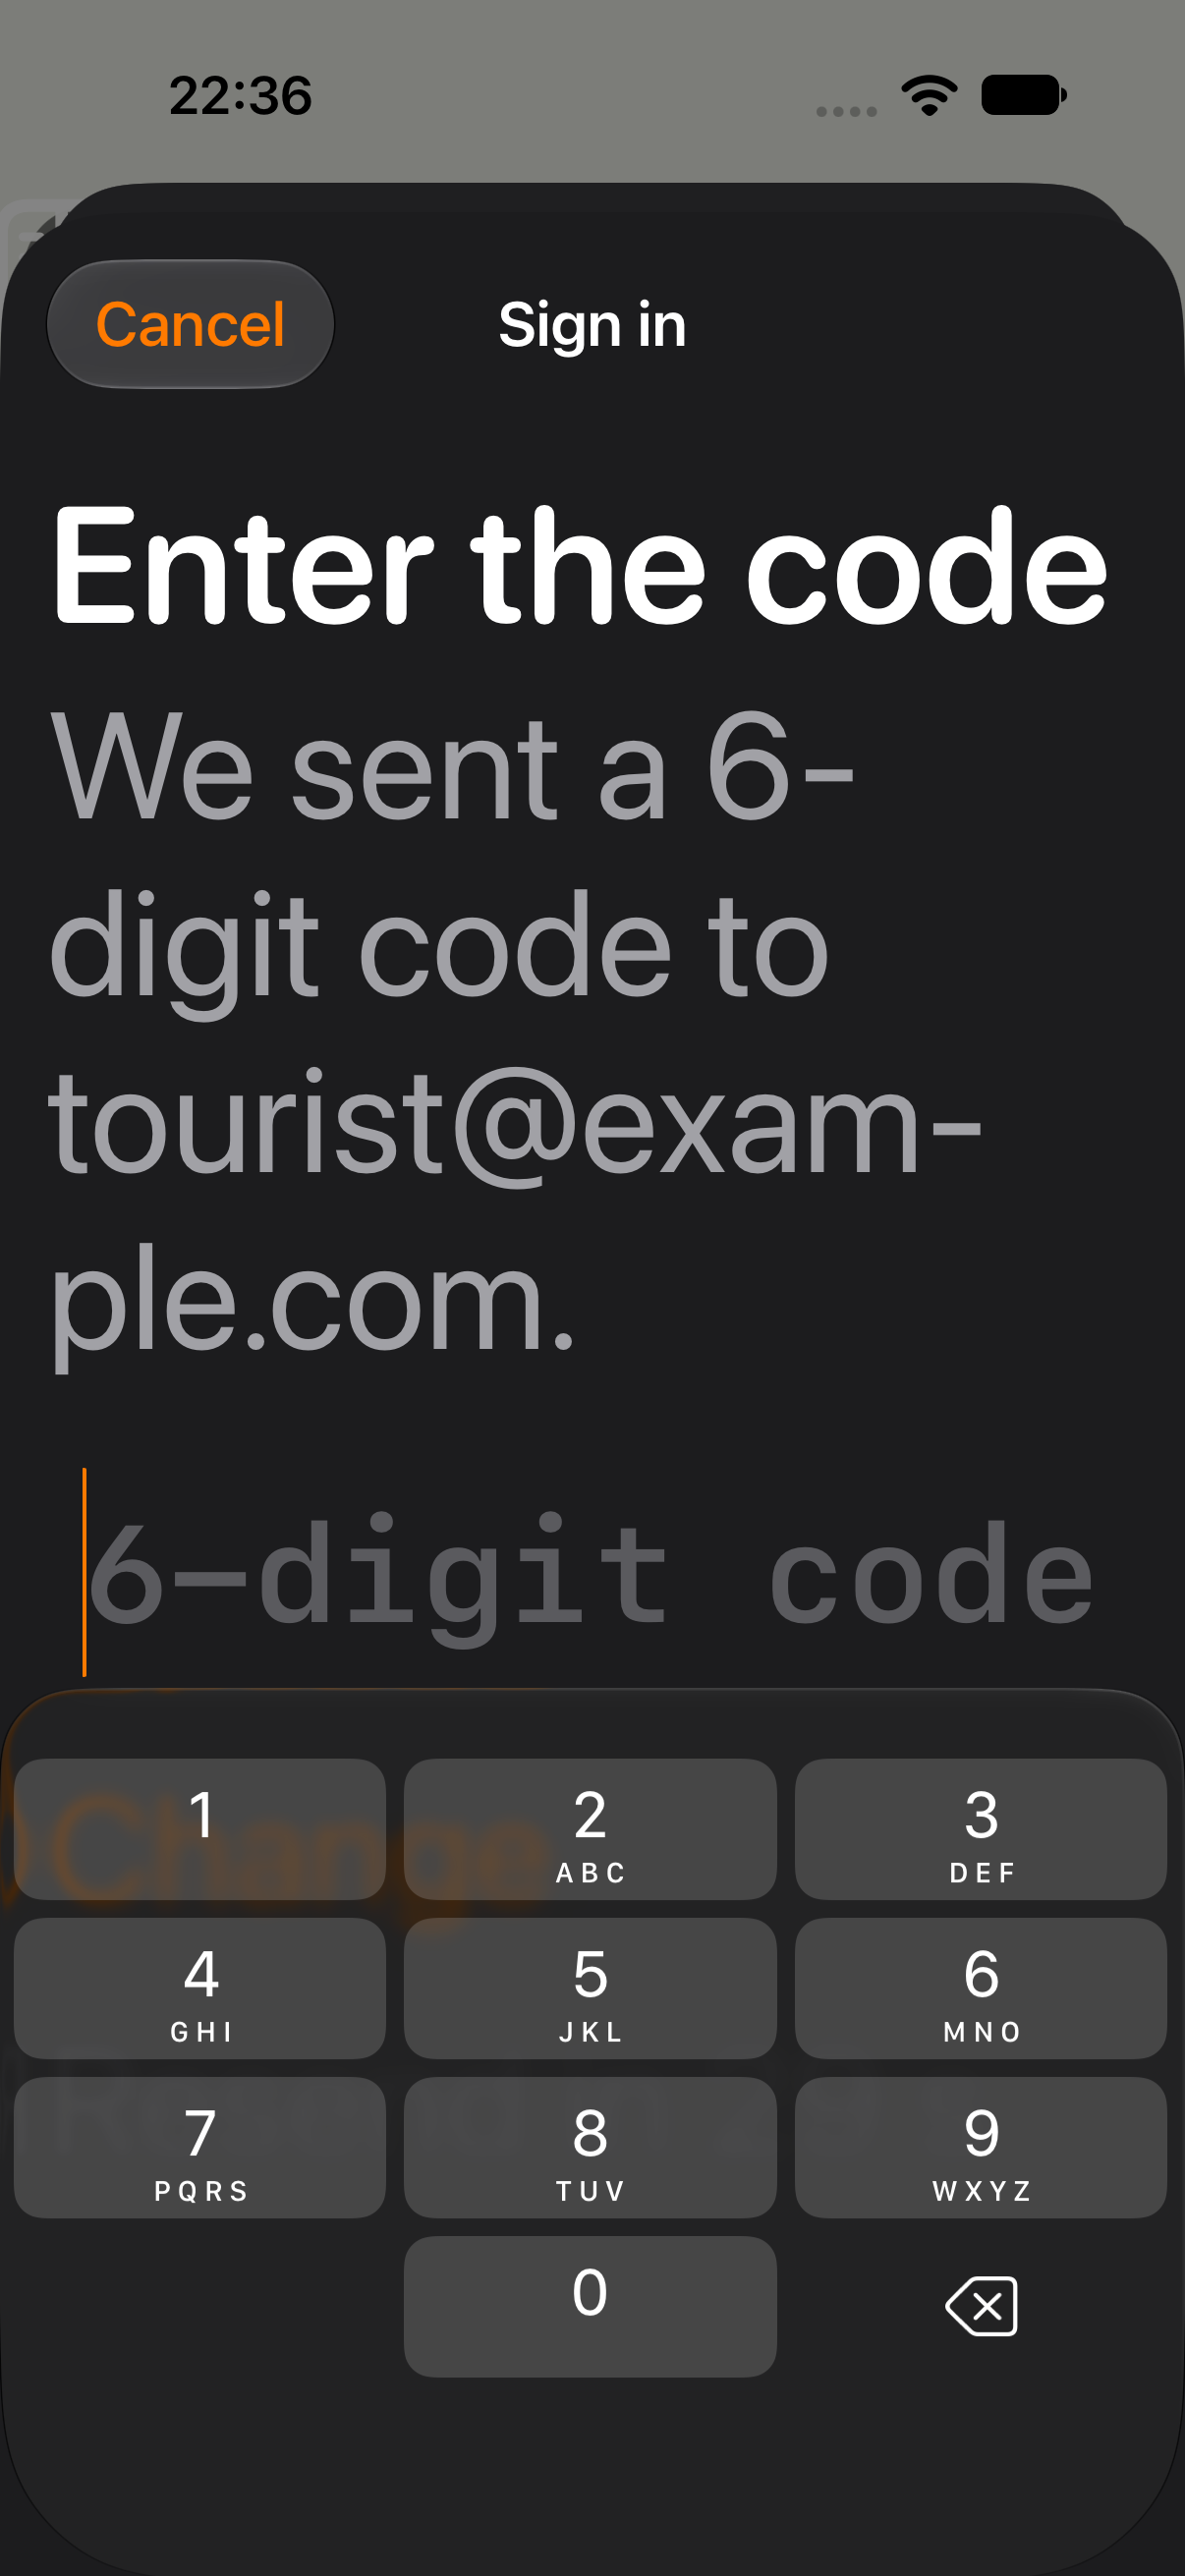 22:36
Cancel
Sign in
Enter the code
We sent a 6-
digit code to
tourist@exam-
ple.com.
6-digit code
Change
1
2
ABC
3
DEF
4
GHI
5
JKL
6
MNO
7
PQRS
8
TUV
9
WXYZ
0